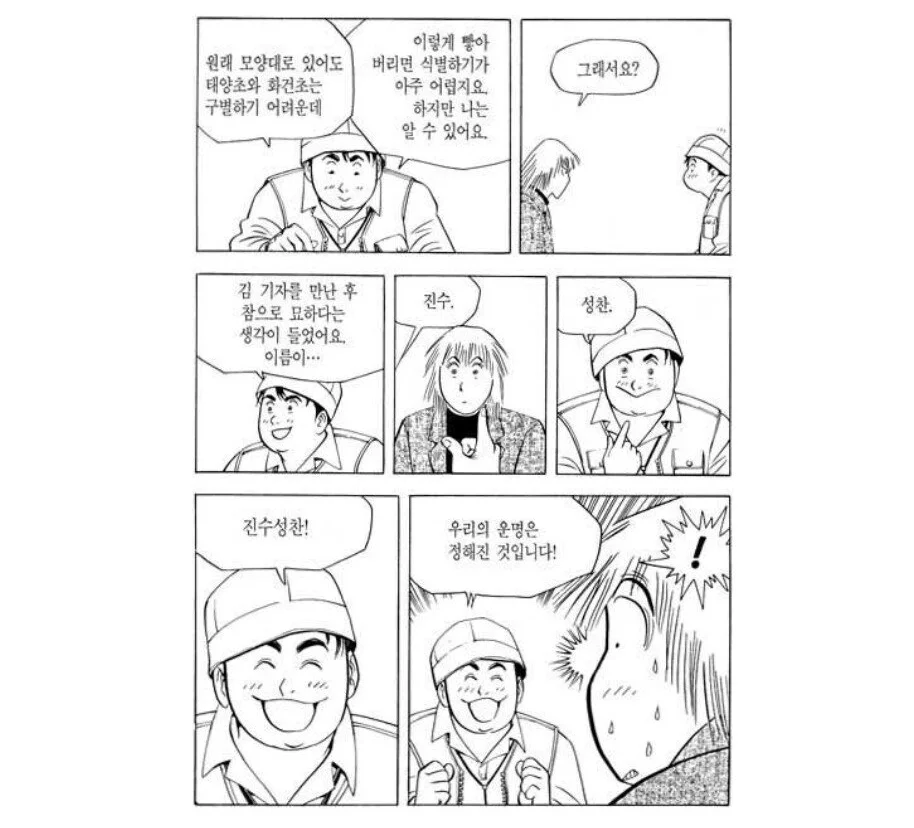 원래 모양대로 있어도
태양초와 화건초는
구별하기 어려운데
이렇게 빻아
버리면 식별하기가
아주 어렵지요.
하지만 나는
알 수 있어요.
그래서요?
김 기자를 만난 후
참으로 묘하다는
생각이 들었어요.
이름이…
진수.
성찬.
진수성찬!
우리의 운명은
정해진 것입니다!
!